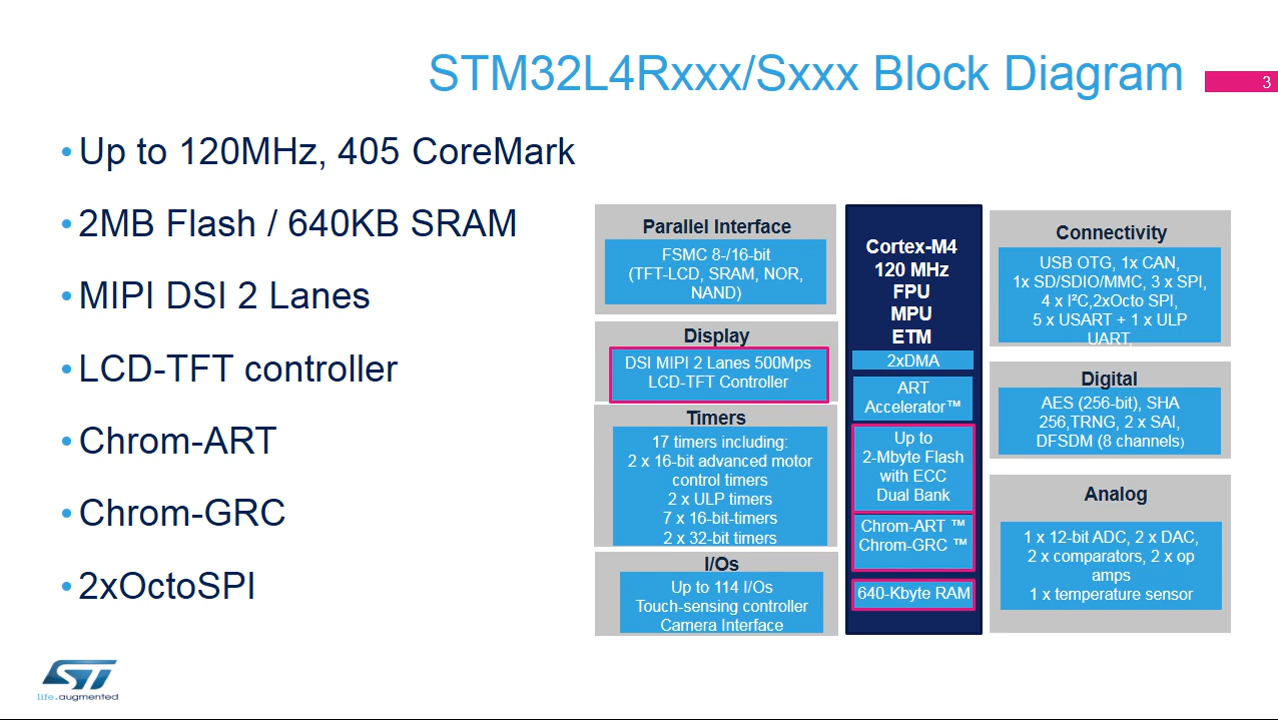 STM32L4Rxxx/Sxxx Block Diagram
3
•Up to 120MHz, 405 CoreMark
•2MB Flash / 640KB SRAM
•MIPI DSI 2 Lanes
•LCD-TFT controller
•Chrom-ART
•Chrom-GRC
•2xOctoSPI
Parallel Interface
FSMC 8-/16-bit
(TFT-LCD, SRAM, NOR,
NAND)
Display
DSI MIPI 2 Lanes 500Mps
LCD-TFT Controller
Timers
17 timers including:
2 x 16-bit advanced motor
control timers
2 x ULP timers
7 x 16-bit-timers
2 x 32-bit timers
I/Os
Up to 114 I/Os
Touch-sensing controller
Camera Interface
Cortex-M4
120 MHz
FPU
MPU
ETM
2xDMA
ART
Accelerator™
Up to
2-Mbyte Flash
with ECC
Dual Bank
Chrom-ART ™
Chrom-GRC ™
640-Kbyte RAM
Connectivity
USB OTG, 1x CAN,
1x SD/SDIO/MMC, 3 x SPI,
4 x I²C,2xOcto SPI,
5 x USART + 1 x ULP
UART,
Digital
AES (256-bit), SHA
256,TRNG, 2 x SAI,
DFSDM (8 channels)
Analog
1 x 12-bit ADC, 2 x DAC,
2 x comparators, 2 x op
amps
1 x temperature sensor
ST
life.augmented